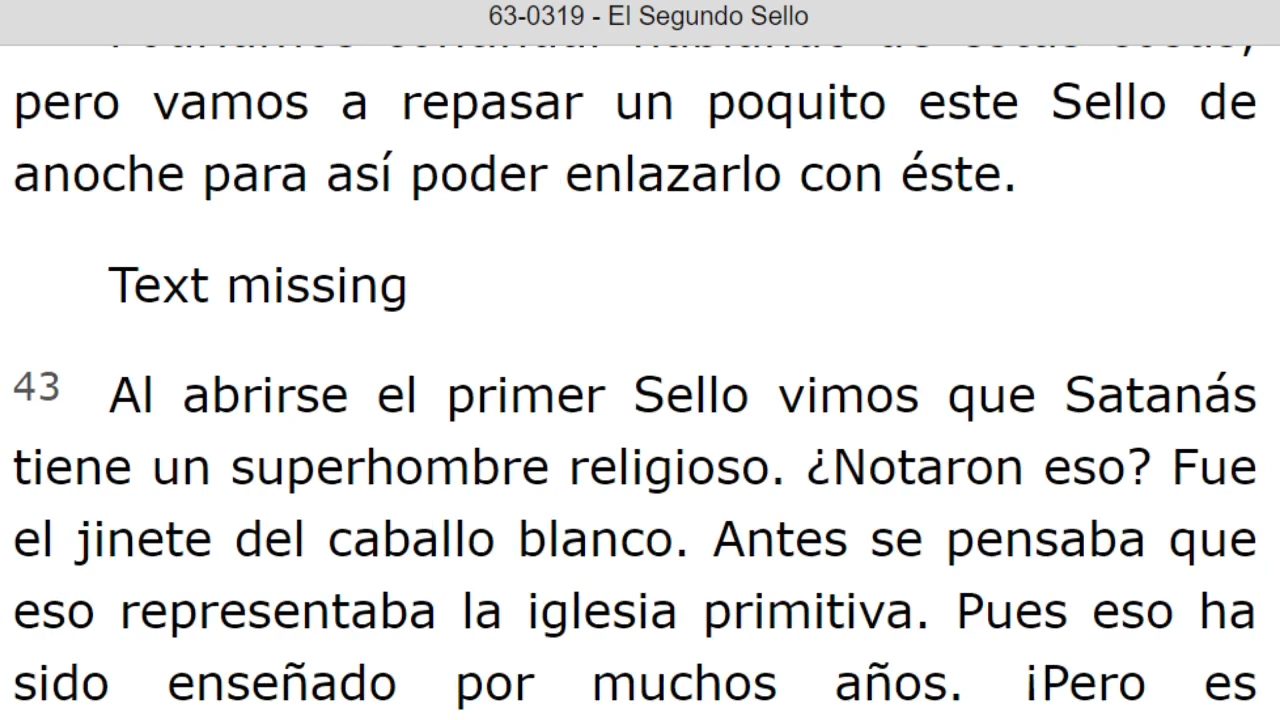 63-0319 - El Segundo Sello
pero vamos a repasar un poquito este Sello de
anoche para así poder enlazarlo con éste.
Text missing
43 Al abrirse el primer Sello vimos que Satanás
tiene un superhombre religioso. ¿Notaron eso? Fue
el jinete del caballo blanco. Antes se pensaba que
eso representaba la iglesia primitiva. Pues eso ha
sido enseñado por muchos años. ¡Pero es